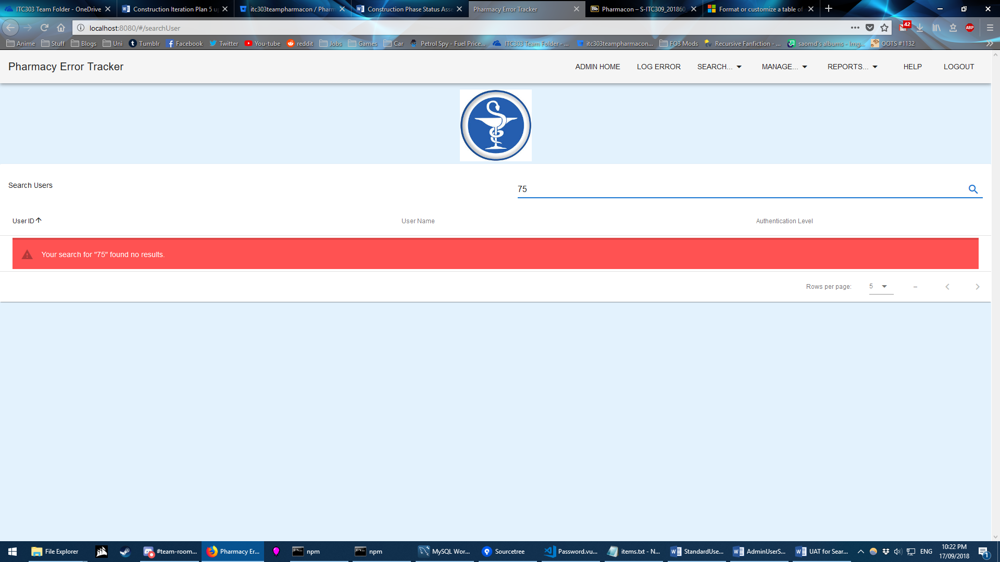 ITC303 Team Folder - OneDrive
Construction Iteration Plan 5 u
itc303teampharmacon / Pharm
Construction Phase Status Asse
Pharmacy Error Tracker
Bb Pharmacon – S-ITC309_201860_
Format or customize a table of
localhost:8080/#/searchUser
42
ABP
Anime
Stuff
Blogs
Uni
Tumblr
Facebook
Twitter
You-tube
reddit
Jobs
Games
Car
Petrol Spy - Fuel Price...
ITC303 Team Folder - ...
itc303teampharmacon...
FO3 Mods
Recursive Fanfiction - ...
saomd's albums - Img...
OOTS #1132
Pharmacy Error Tracker
ADMIN HOME
LOG ERROR
SEARCH...
MANAGE...
REPORTS...
HELP
LOGOUT
Search Users
75
User ID
User Name
Authentication Level
Your search for "75" found no results.
Rows per page:
5
–
File Explorer
#team-room...
Pharmacy Er...
npm
npm
MySQL Wor...
Sourcetree
Password.vu...
items.txt - N...
StandardUse...
AdminUserS...
UAT for Sear...
ENG
10:22 PM
17/09/2018
1